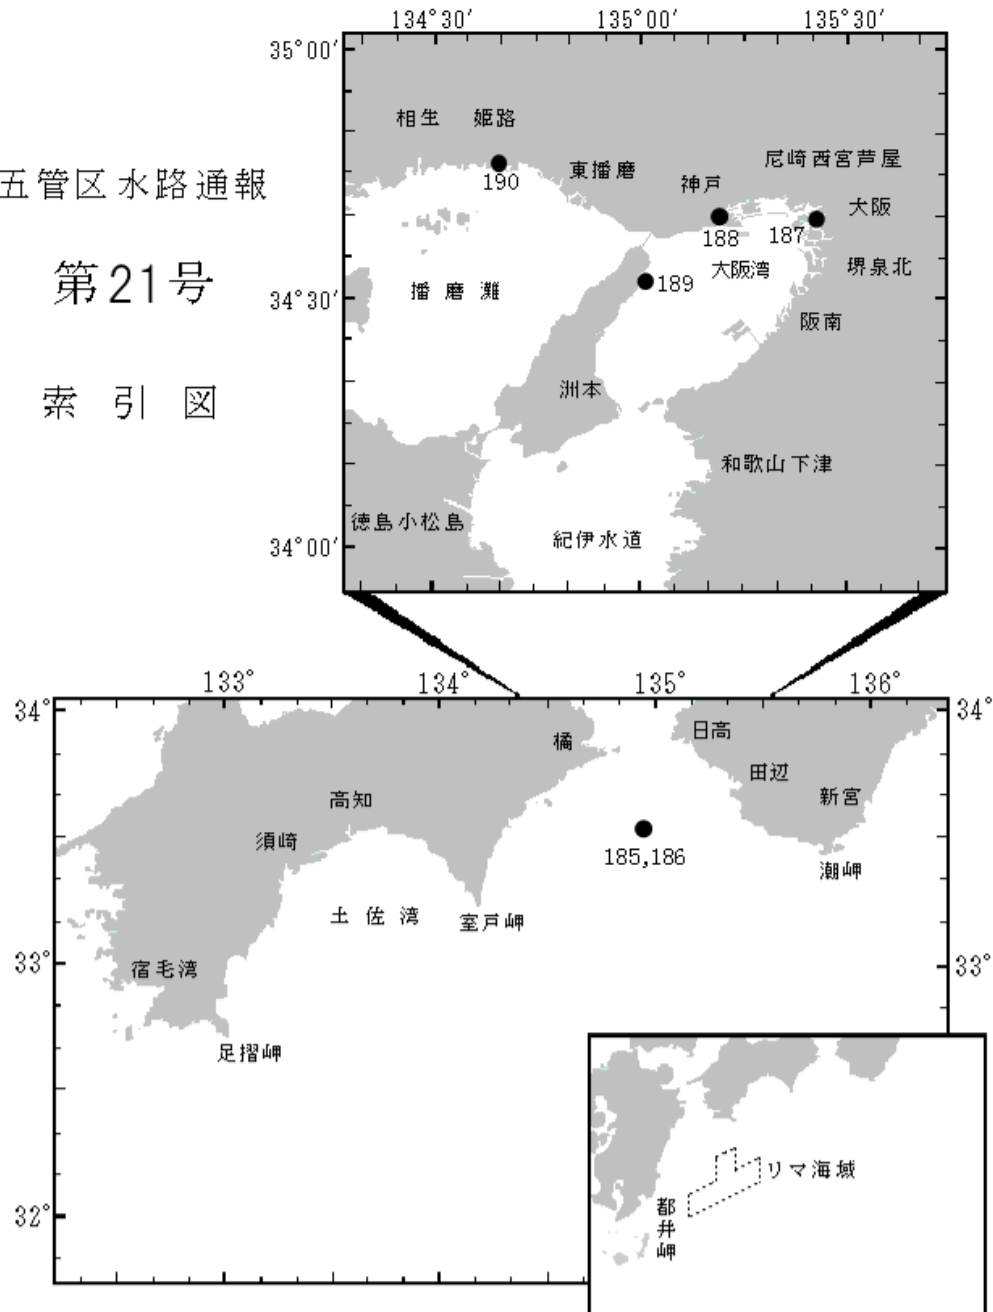 134°30′ 135°00′ 135°30′
35°00′
相生 姫路
尼崎西宮芦屋
190
東播磨
神戸
五管区水路通報
大阪
188 187
第21号
189
大阪湾
堺泉北
34°30′
播磨灘
阪南
索引図
洲本
和歌山下津
徳島小松島
紀伊水道
34°00′
133° 134° 135° 136°
34° 34°
橘
日高
田辺
高知
新宮
須崎
185,186
潮岬
土佐湾
室戸岬
33° 33°
宿毛湾
足摺岬
リマ海域
都井岬
32°